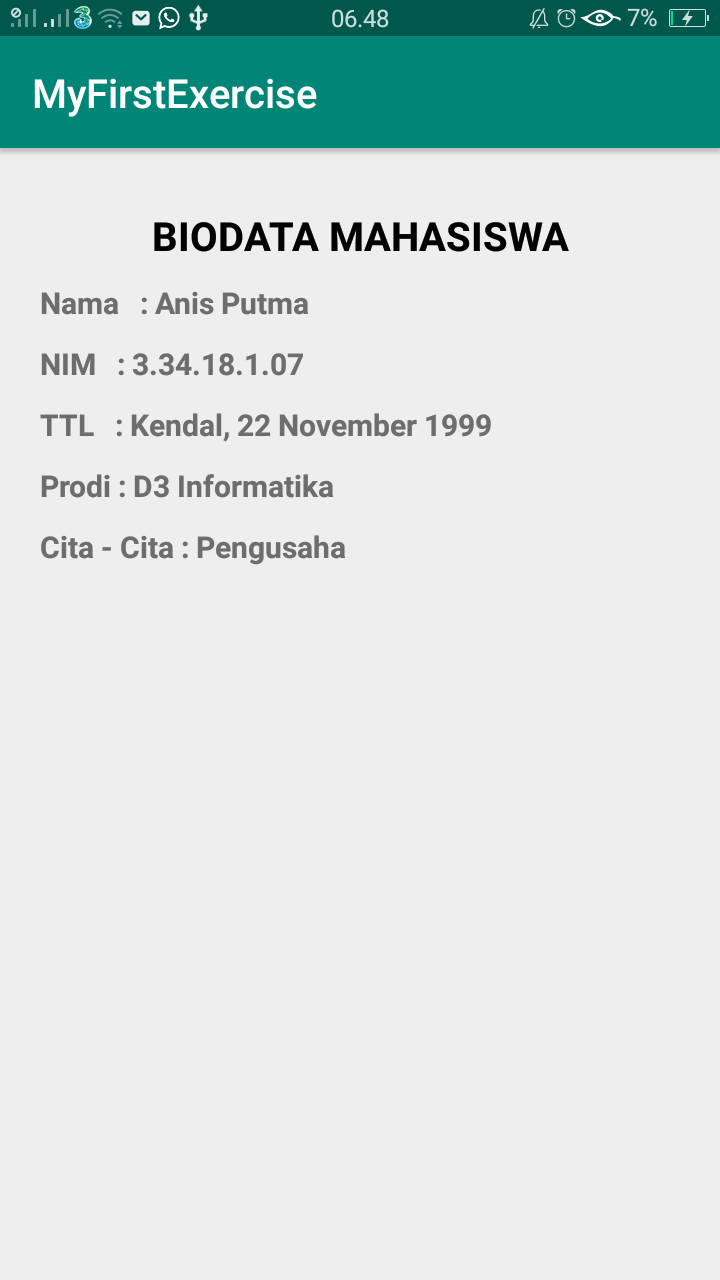 06.48 7%
MyFirstExercise
BIODATA MAHASISWA
Nama : Anis Putma
NIM : 3.34.18.1.07
TTL : Kendal, 22 November 1999
Prodi : D3 Informatika
Cita - Cita : Pengusaha